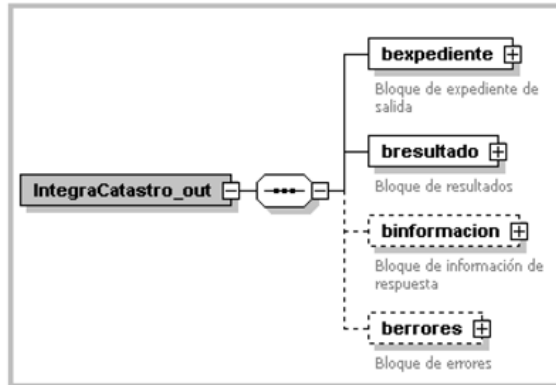 bexpediente
Bloque de expediente de
salida
bresultado
Bloque de resultados
IntegraCatastro_out
binformacion
Bloque de información de
respuesta
berrores
Bloque de errores